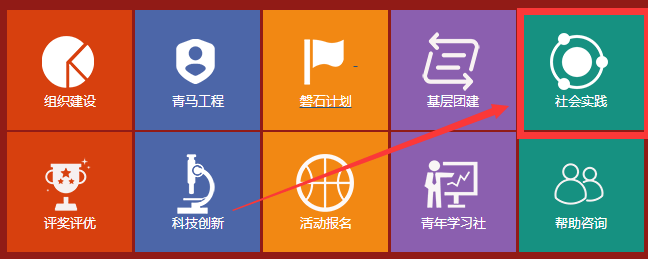 组织建设
青马工程
磐石计划
基层团建
社会实践
评奖评优
科技创新
活动报名
青年学习社
帮助咨询